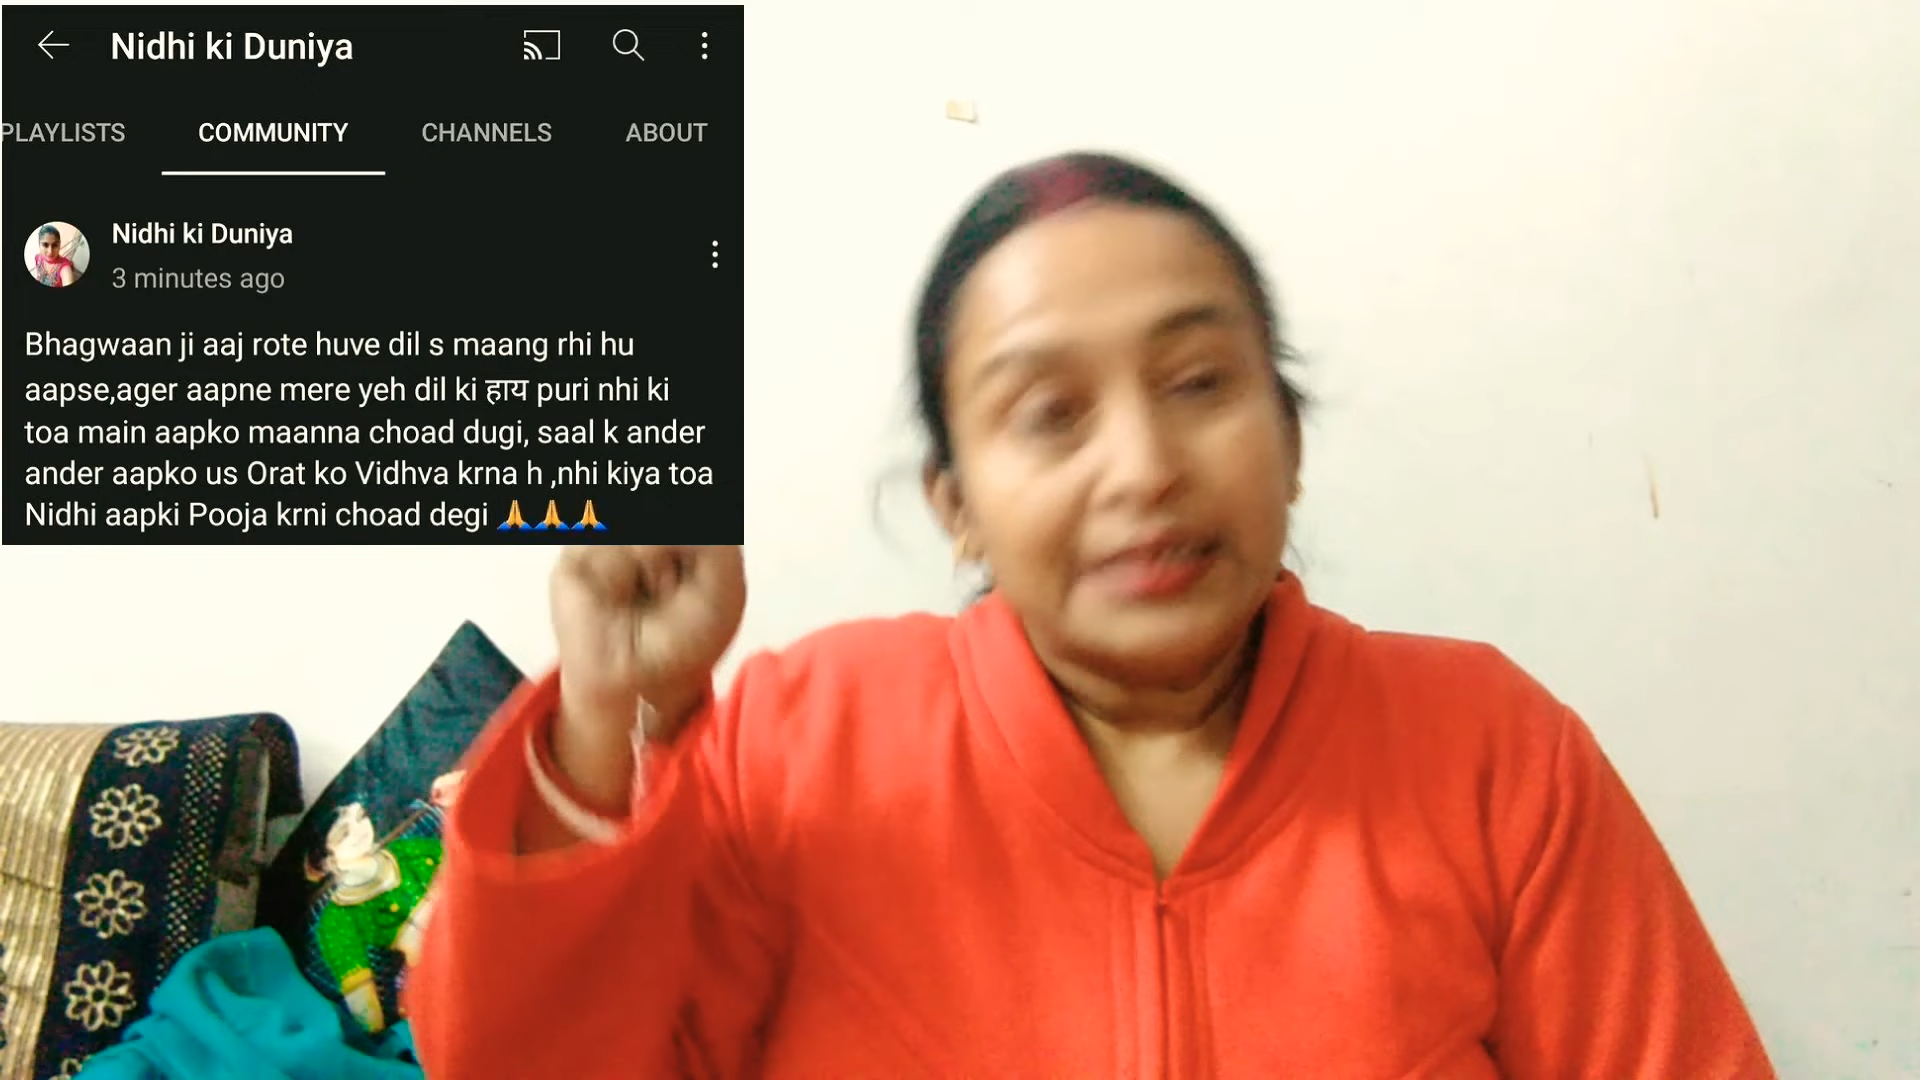 Nidhi ki Duniya
PLAYLISTS COMMUNITY CHANNELS ABOUT
Nidhi ki Duniya
3 minutes ago
Bhagwaan ji aaj rote huve dil s maang rhi hu
aapse,ager aapne mere yeh dil ki हाय puri nhi ki
toa main aapko maanna choad dugi, saal k ander
ander aapko us Orat ko Vidhva krna h ,nhi kiya toa
Nidhi aapki Pooja krni choad degi 🙏🙏🙏